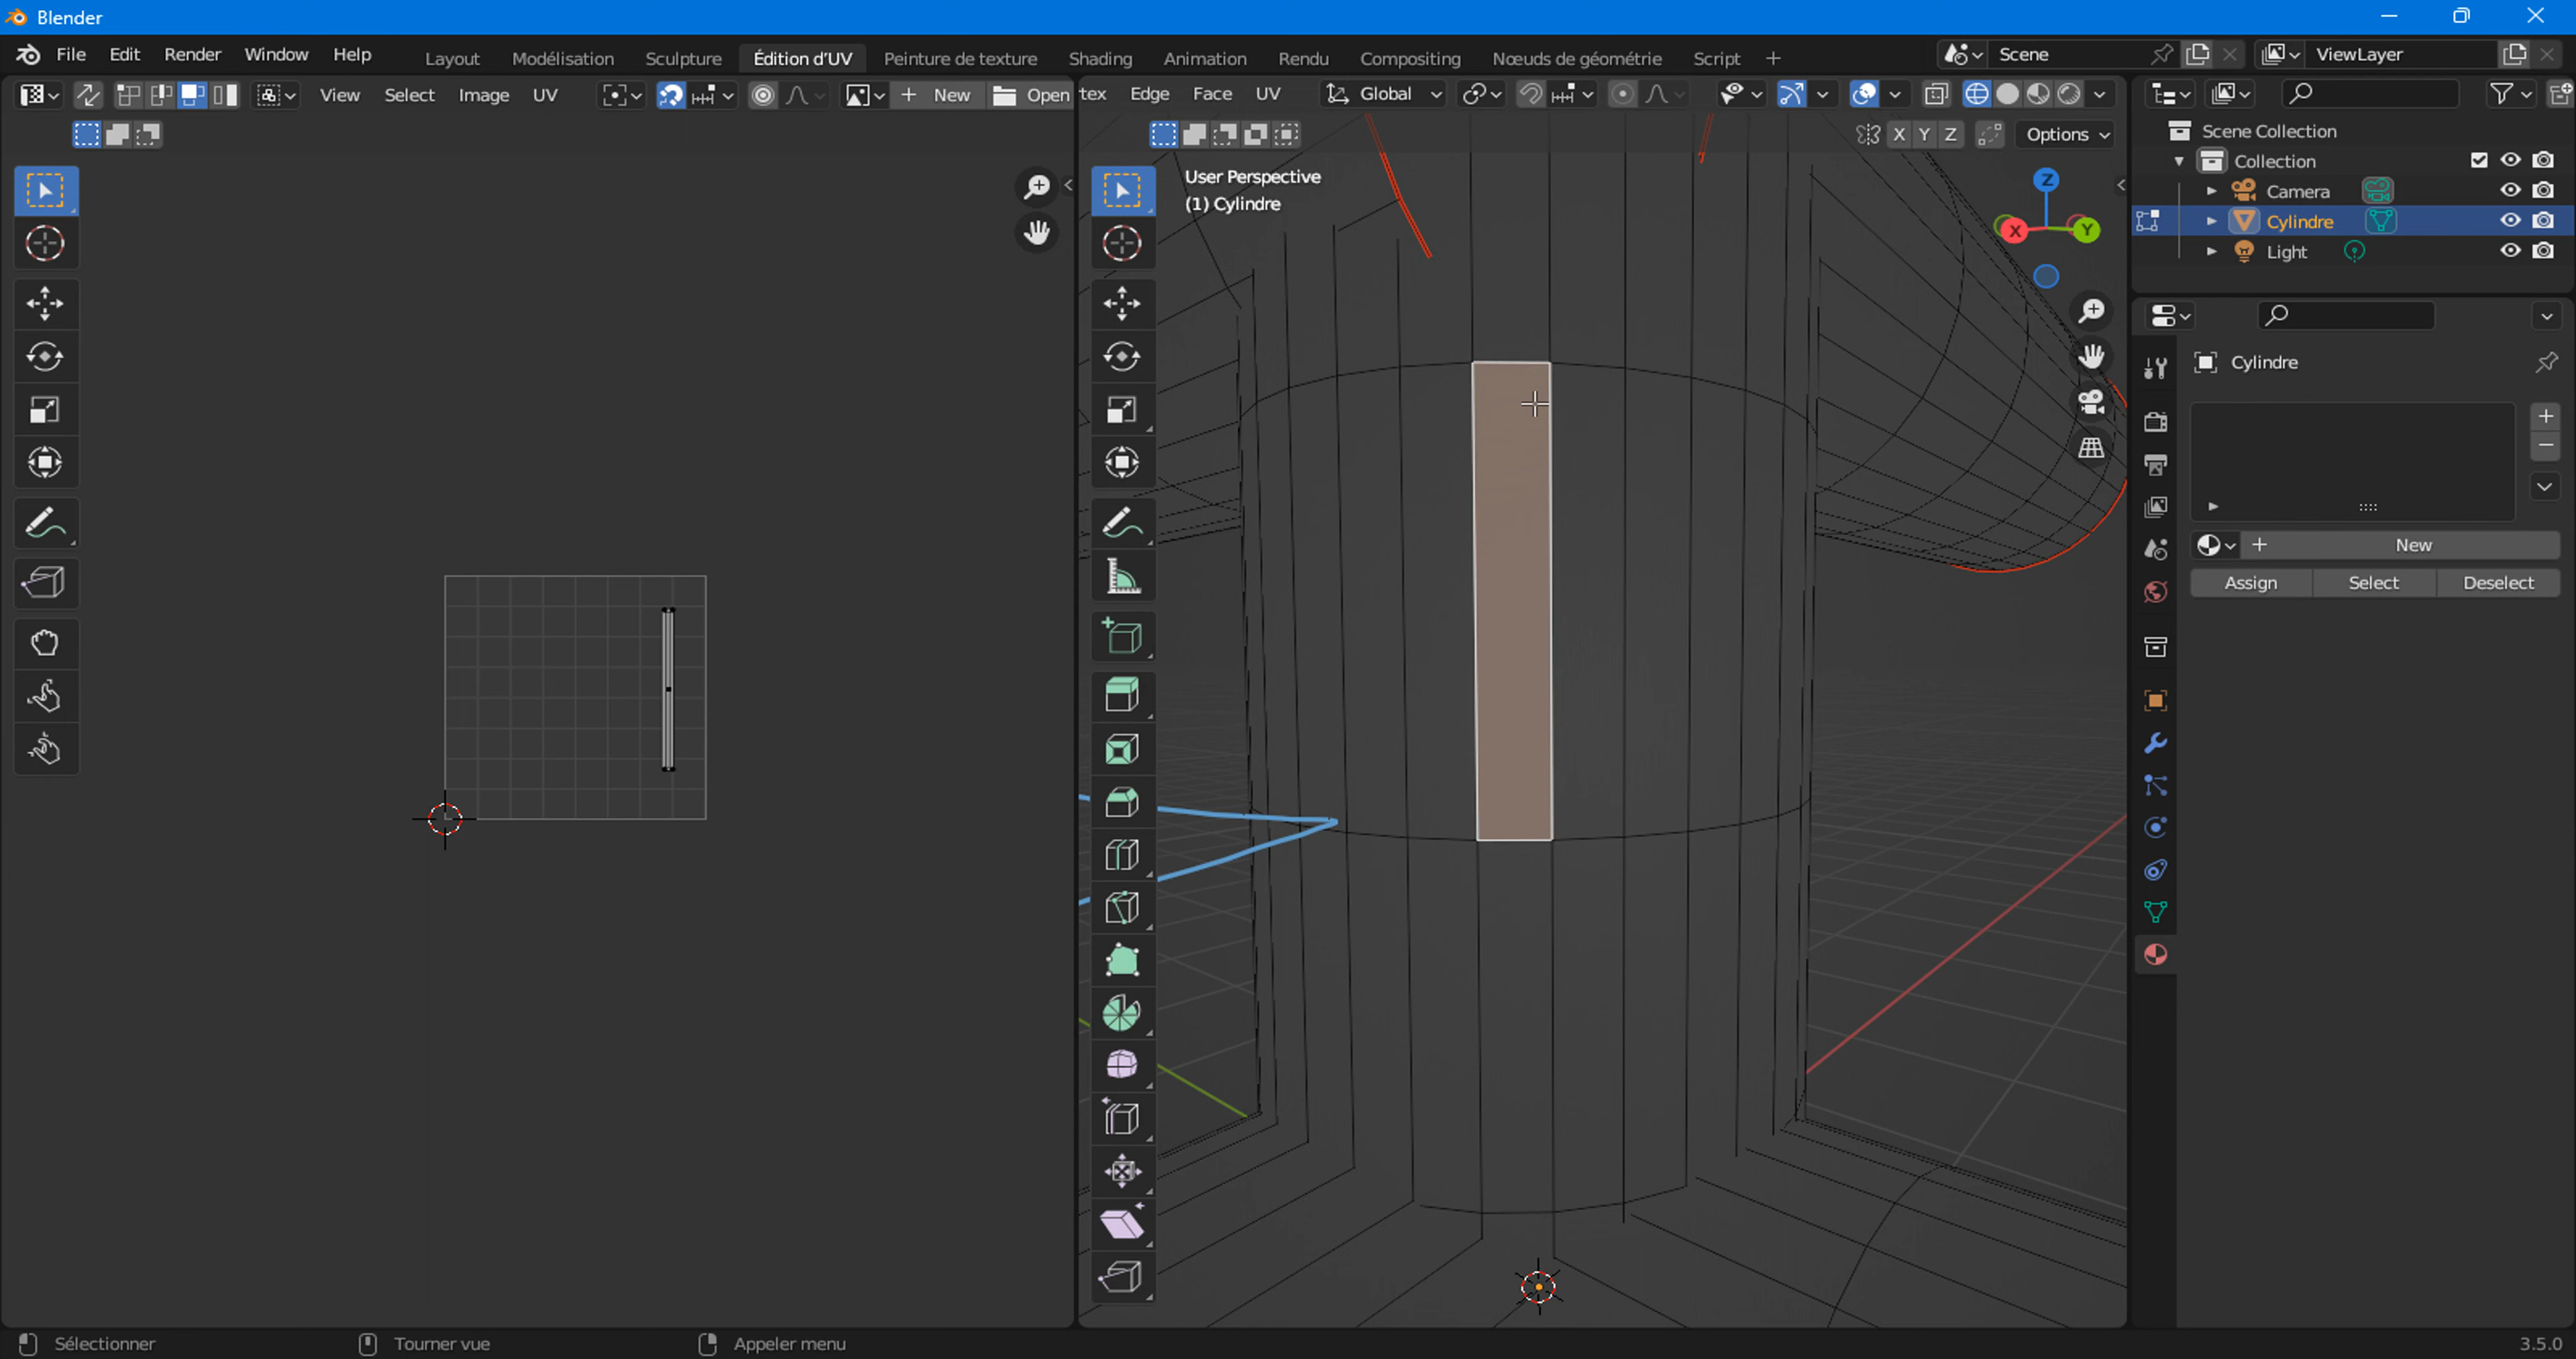 Blender
File Edit Render Window Help Layout Modélisation Sculpture Édition d'UV Peinture de texture Shading Animation Rendu Compositing Nœuds de géométrie Script + Scene ViewLayer
View Select Image UV New Open
tex Edge Face UV Global
X Y Z Options
User Perspective
(1) Cylindre
Z
X
Y
Scene Collection
Collection
Camera
Cylindre
Light
Cylindre
New
Assign Select Deselect
Sélectionner Tourner vue Appeler menu 3.5.0